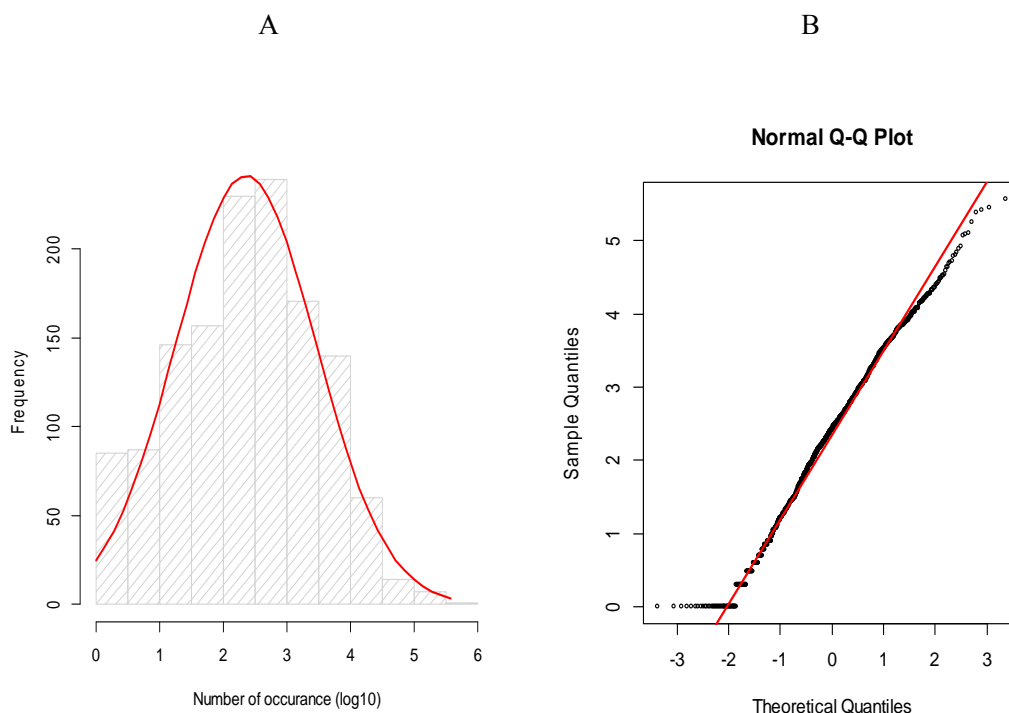 A
B
Normal Q-Q Plot
Frequency
0
50
100
150
200
0 1 2 3 4 5 6
Number of occurance (log10)
Sample Quantiles
0
1
2
3
4
5
-3 -2 -1 0 1 2 3
Theoretical Quantiles